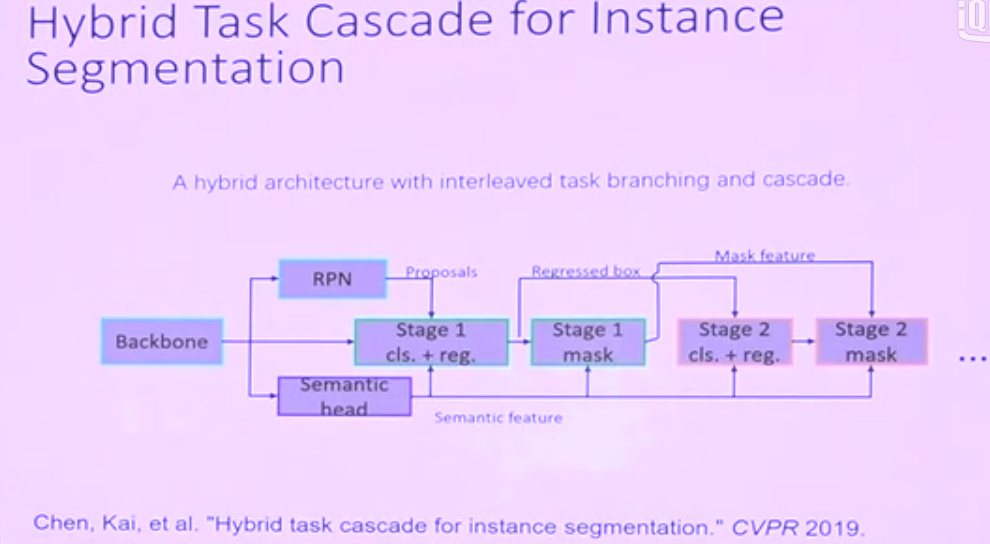 Hybrid Task Cascade for Instance
Segmentation
A hybrid architecture with interleaved task branching and cascade.
Mask feature
RPN
Proposals
Regressed box
Backbone
Stage 1
cls. + reg.
Stage 1
mask
Stage 2
cls. + reg.
Stage 2
mask
...
Semantic
head
Semantic feature
Chen, Kai, et al. "Hybrid task cascade for instance segmentation." CVPR 2019.